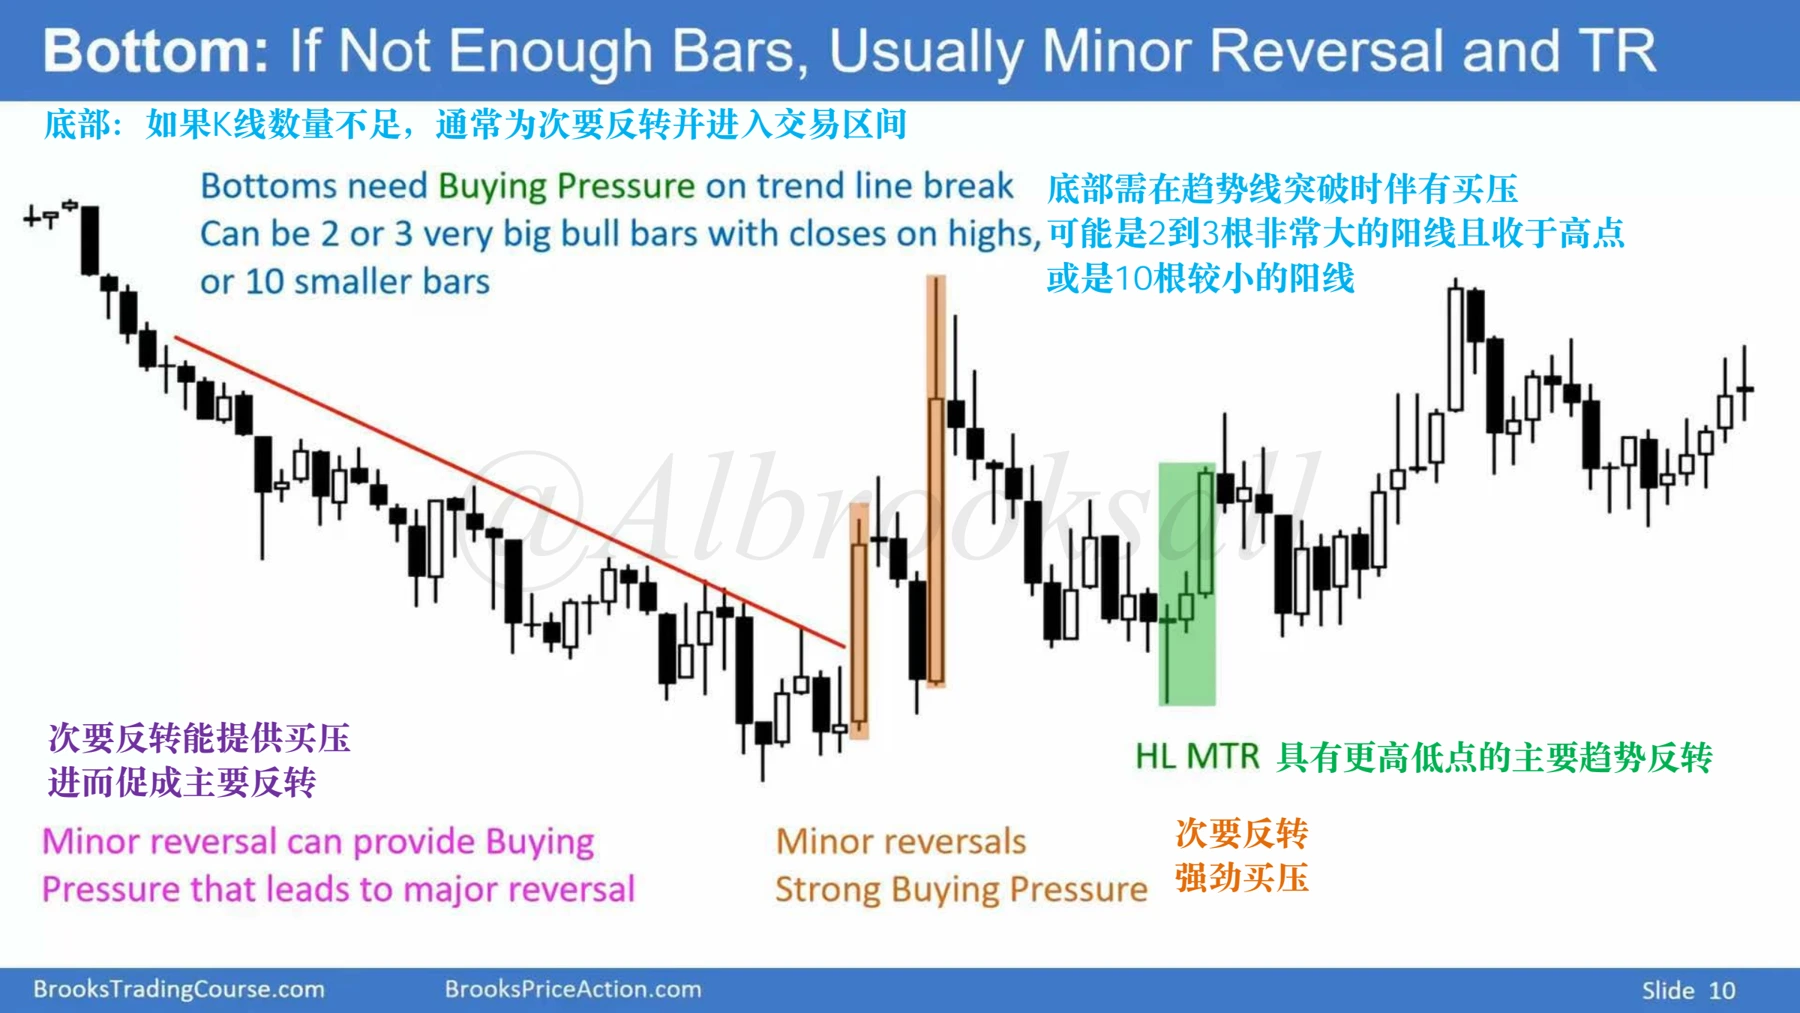 Bottom: If Not Enough Bars, Usually Minor Reversal and TR
底部：如果K线数量不足，通常为次要反转并进入交易区间
Bottoms need Buying Pressure on trend line break
Can be 2 or 3 very big bull bars with closes on highs,
or 10 smaller bars
底部需在趋势线突破时伴有买压
可能是2到3根非常大的阳线且收于高点
或是10根较小的阳线
@Albrooksall
次要反转能提供买压
进而促成主要反转
Minor reversal can provide Buying
Pressure that leads to major reversal
HL MTR 具有更高低点的主要趋势反转
Minor reversals
Strong Buying Pressure
次要反转
强劲买压
BrooksTradingCourse.com
BrooksPriceAction.com
Slide 10